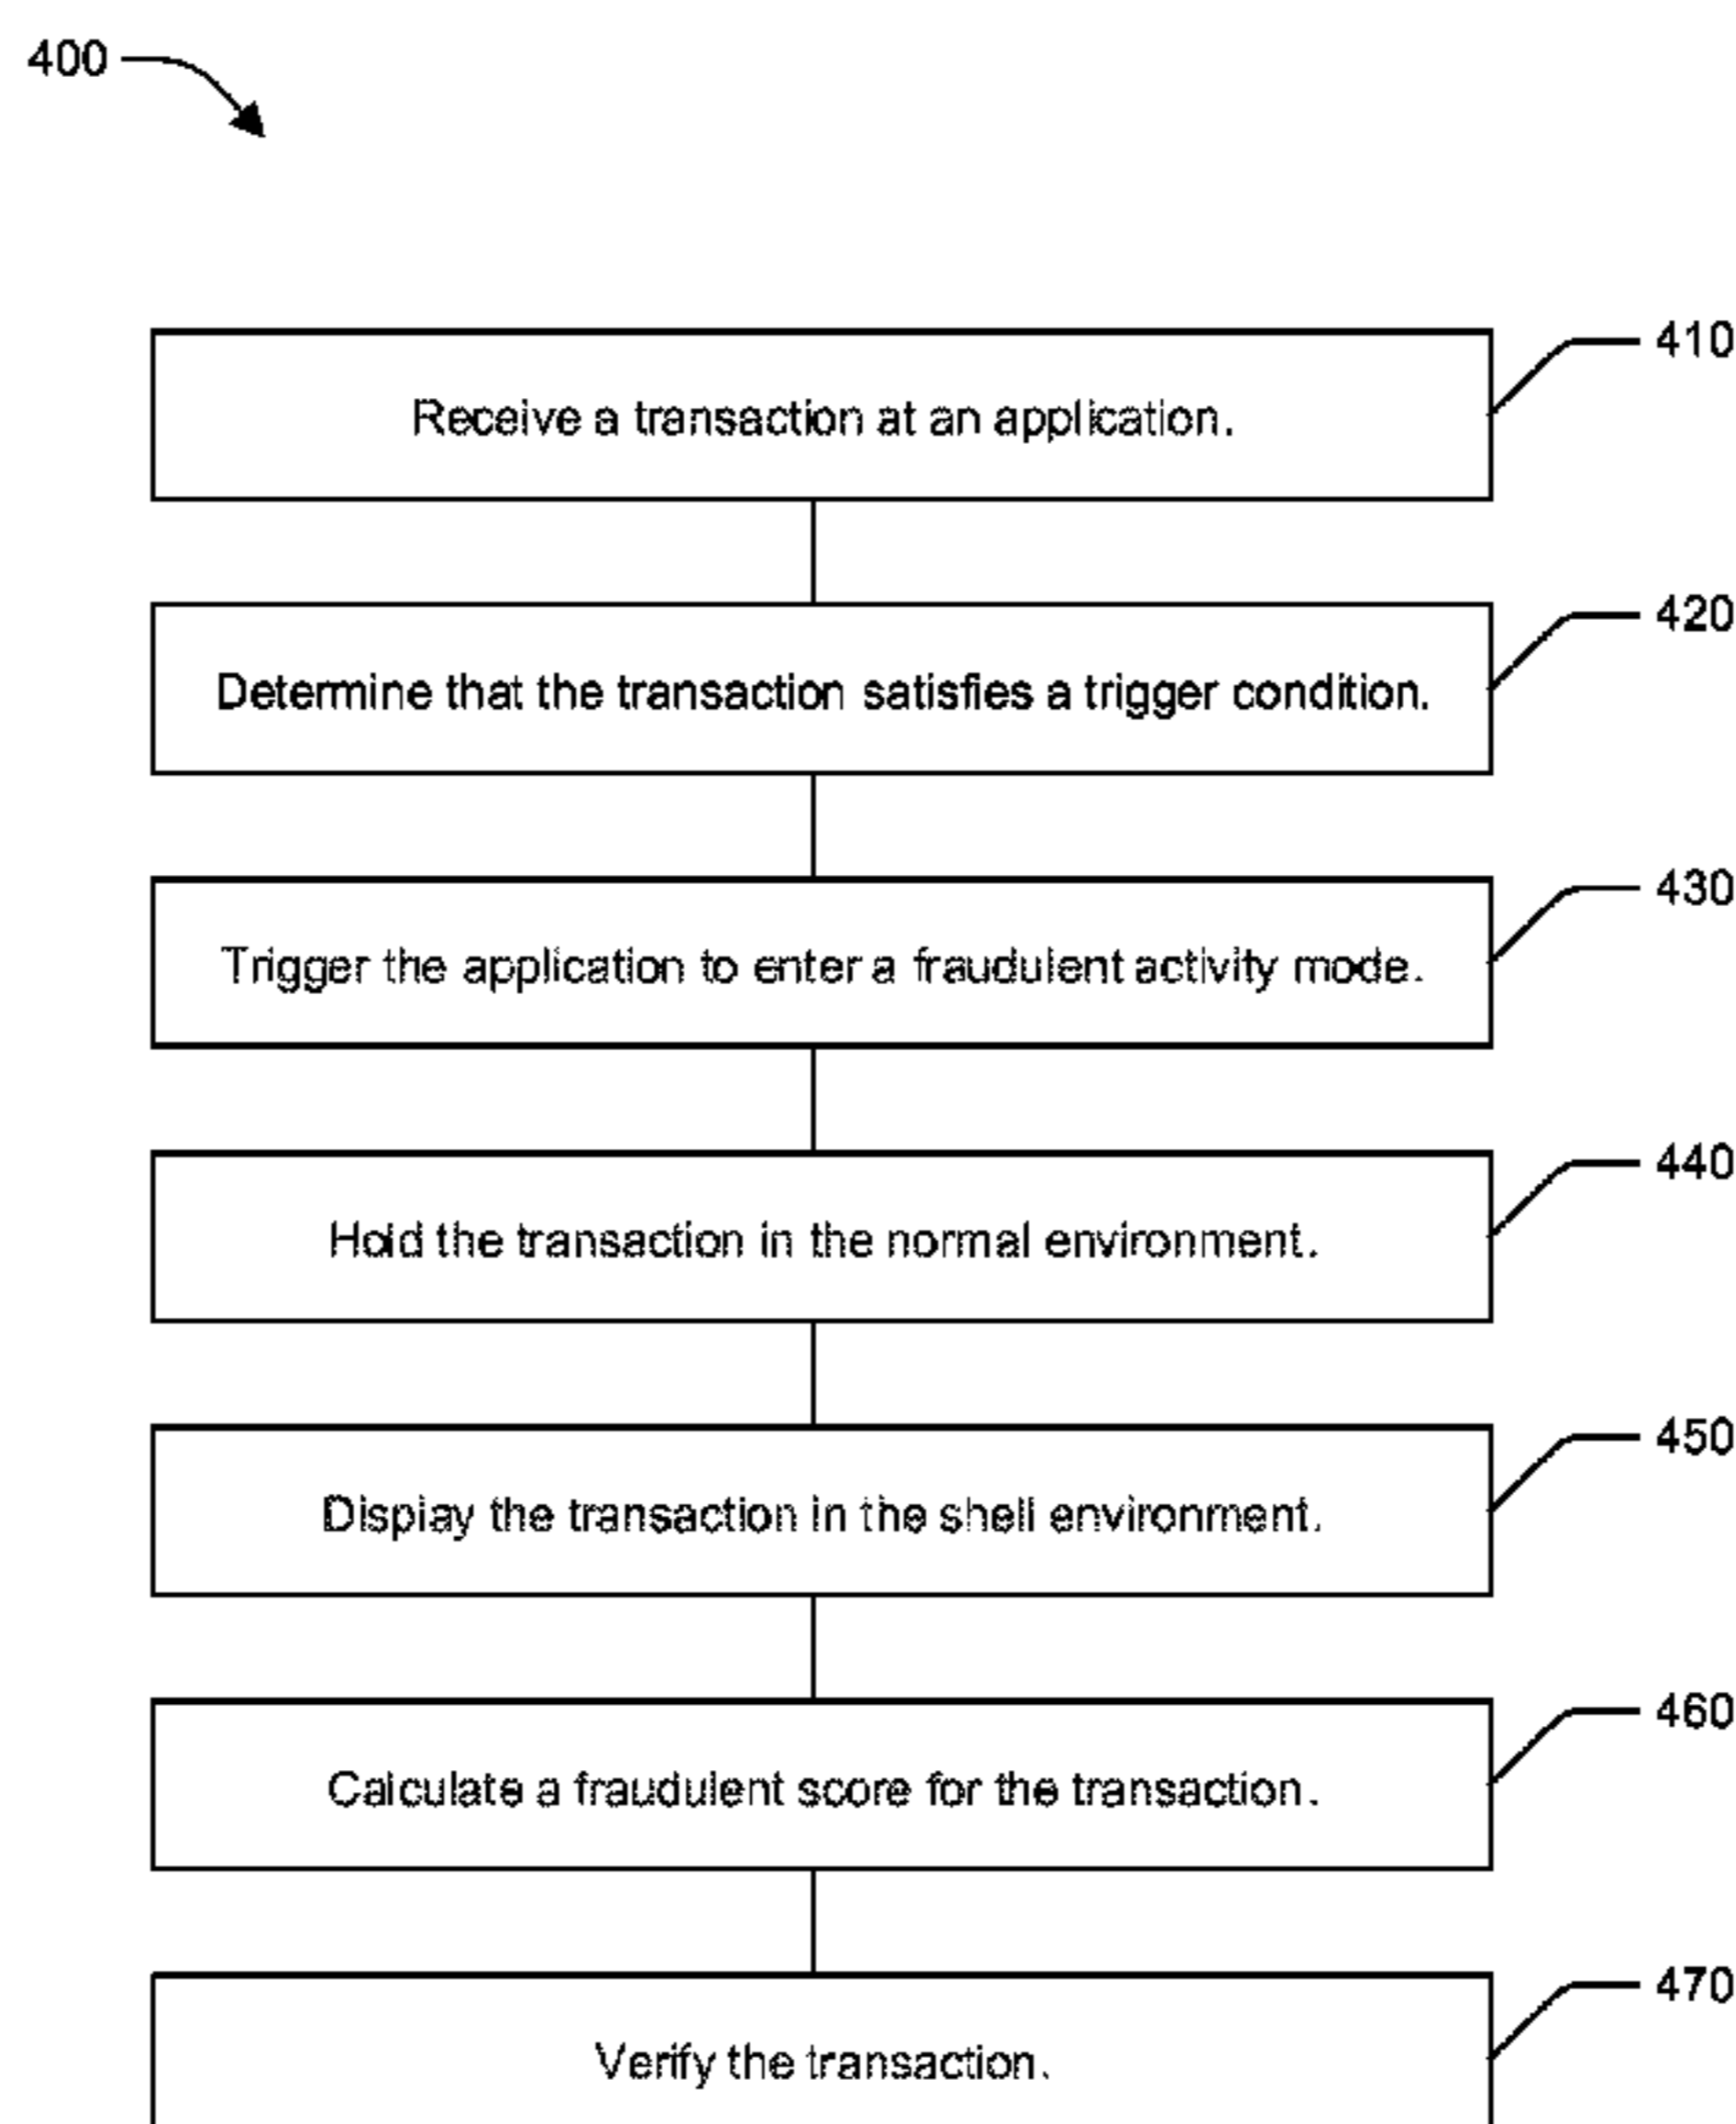 400
410
Receive a transaction at an application.
420
Determine that the transaction satisfies a trigger condition.
430
Trigger the application to enter a fraudulent activity mode.
440
Hold the transaction in the normal environment.
450
Display the transaction in the shell environment.
460
Calculate a fraudulent score for the transaction.
470
Verify the transaction.